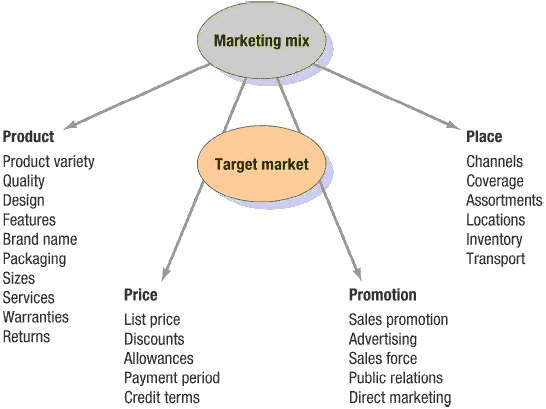 Marketing mix
Target market
Product
Product variety
Quality
Design
Features
Brand name
Packaging
Sizes
Services
Warranties
Returns
Price
List price
Discounts
Allowances
Payment period
Credit terms
Promotion
Sales promotion
Advertising
Sales force
Public relations
Direct marketing
Place
Channels
Coverage
Assortments
Locations
Inventory
Transport